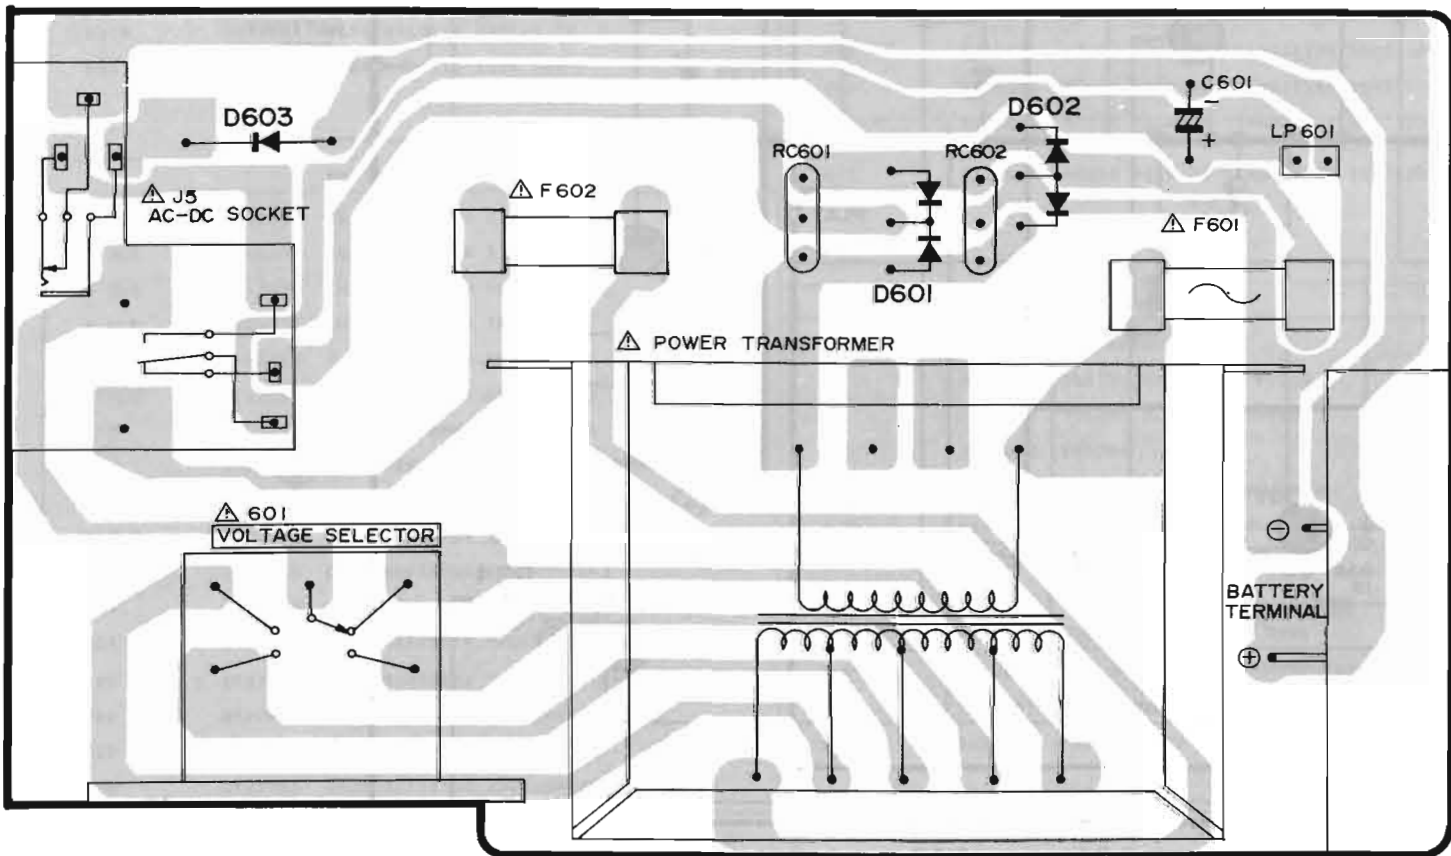 C601
−
+
D602
D603
LP601
RC601
RC602
⚠ J5
AC-DC SOCKET
⚠ F602
⚠ F601
D601
⚠ POWER TRANSFORMER
⚠ 601
VOLTAGE SELECTOR
⊖
BATTERY
TERMINAL
⊕